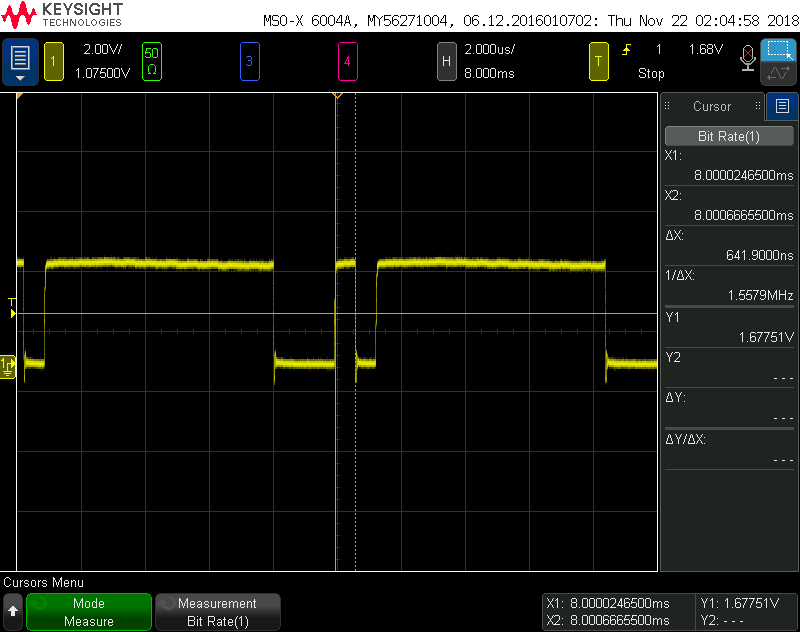 KEYSIGHT
TECHNOLOGIES
MSO-X 6004A, MY56271004, 06.12.2016010702: Thu Nov 22 02:04:58 2018
1
2.00V/
1.07500V
50
Ω
3
4
H
2.000us/
8.000ms
T
1
1.68V
Stop
Cursor
Bit Rate(1)
X1:
8.0000246500ms
X2:
8.0006665500ms
ΔX:
641.9000ns
1/ΔX:
1.5579MHz
Y1
1.67751V
Y2
- - -
ΔY:
- - -
ΔY/ΔX:
- - -
T
1
Cursors Menu
Mode
Measure
Measurement
Bit Rate(1)
X1: 8.0000246500ms
X2: 8.0006665500ms
Y1: 1.67751V
Y2: - - -